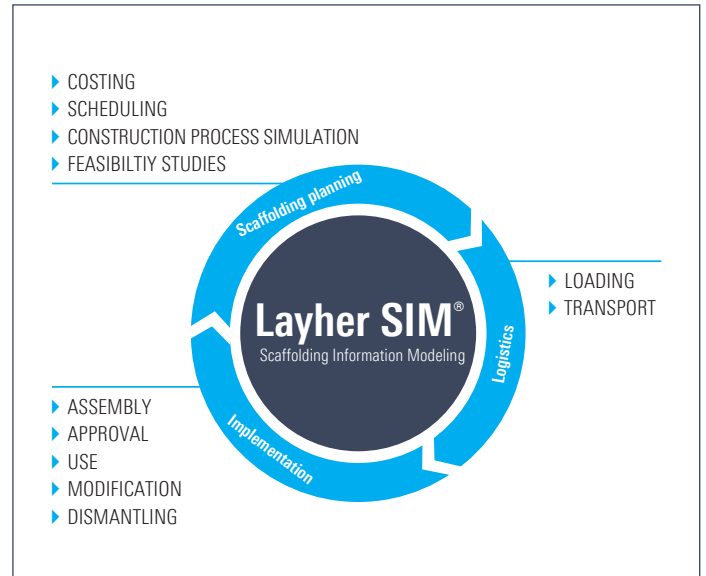 COSTING
SCHEDULING
CONSTRUCTION PROCESS SIMULATION
FEASIBILTIY STUDIES
Scaffolding planning
Layher SIM®
Scaffolding Information Modeling
LOADING
TRANSPORT
Logistics
Implementation
ASSEMBLY
APPROVAL
USE
MODIFICATION
DISMANTLING